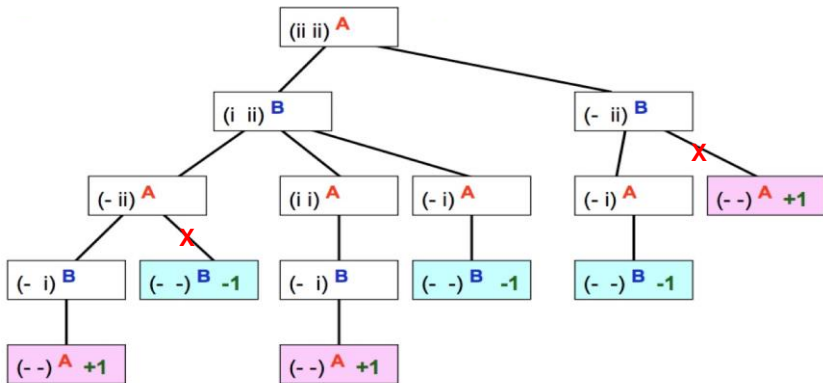 (ii ii) A
(i ii) B
(- ii) B
X
(- ii) A
(i i) A
(- i) A
(- i) A
(- -) A +1
X
(- i) B
(- -) B -1
(- i) B
(- -) B -1
(- -) B -1
(- -) A +1
(- -) A +1